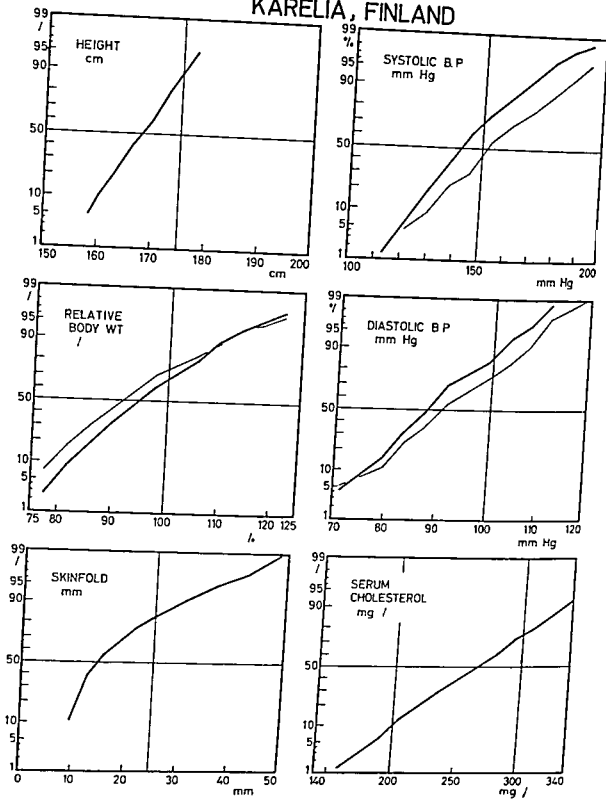 KARELIA, FINLAND
99
/
95
90
50
10
5
1
HEIGHT
cm
150 160 170 180 190 200
cm
99
%
95
90
50
10
5
1
SYSTOLIC B.P
mm Hg
100 150 200
mm Hg
99
/
95
90
50
10
5
1
RELATIVE
BODY WT
/
75 80 90 100 110 120 125
/.
99
%
95
90
50
10
5
1
DIASTOLIC B P
mm Hg
70 80 90 100 110 120
mm Hg
99
/
95
90
50
10
5
1
SKINFOLD
mm
0 10 20 30 40 50
mm
99
/
95
90
50
10
5
1
SERUM
CHOLESTEROL
mg /
140 200 250 300 340
mg /